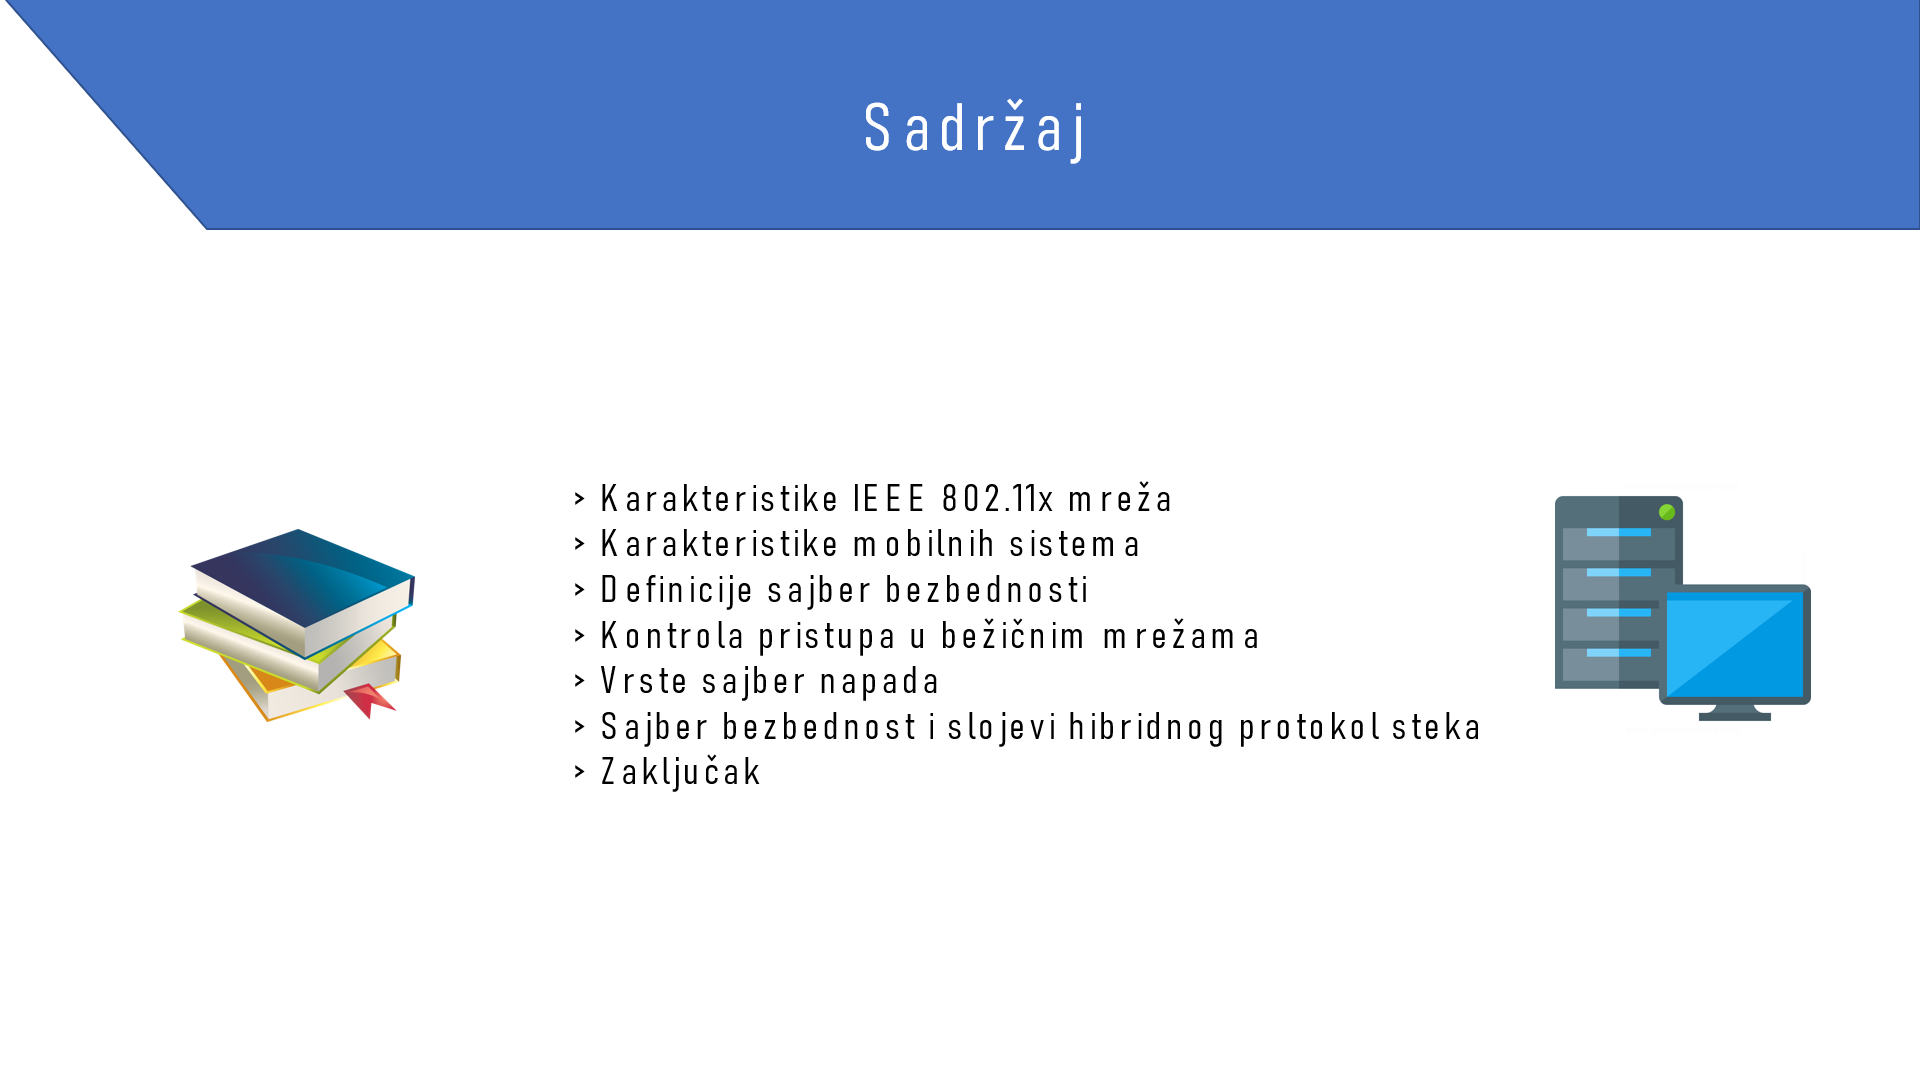 Sadržaj
> Karakteristike IEEE 802.11x mreža
> Karakteristike mobilnih sistema
> Definicije sajber bezbednosti
> Kontrola pristupa u bežičnim mrežama
> Vrste sajber napada
> Sajber bezbednost i slojevi hibridnog protokol steka
> Zaključak